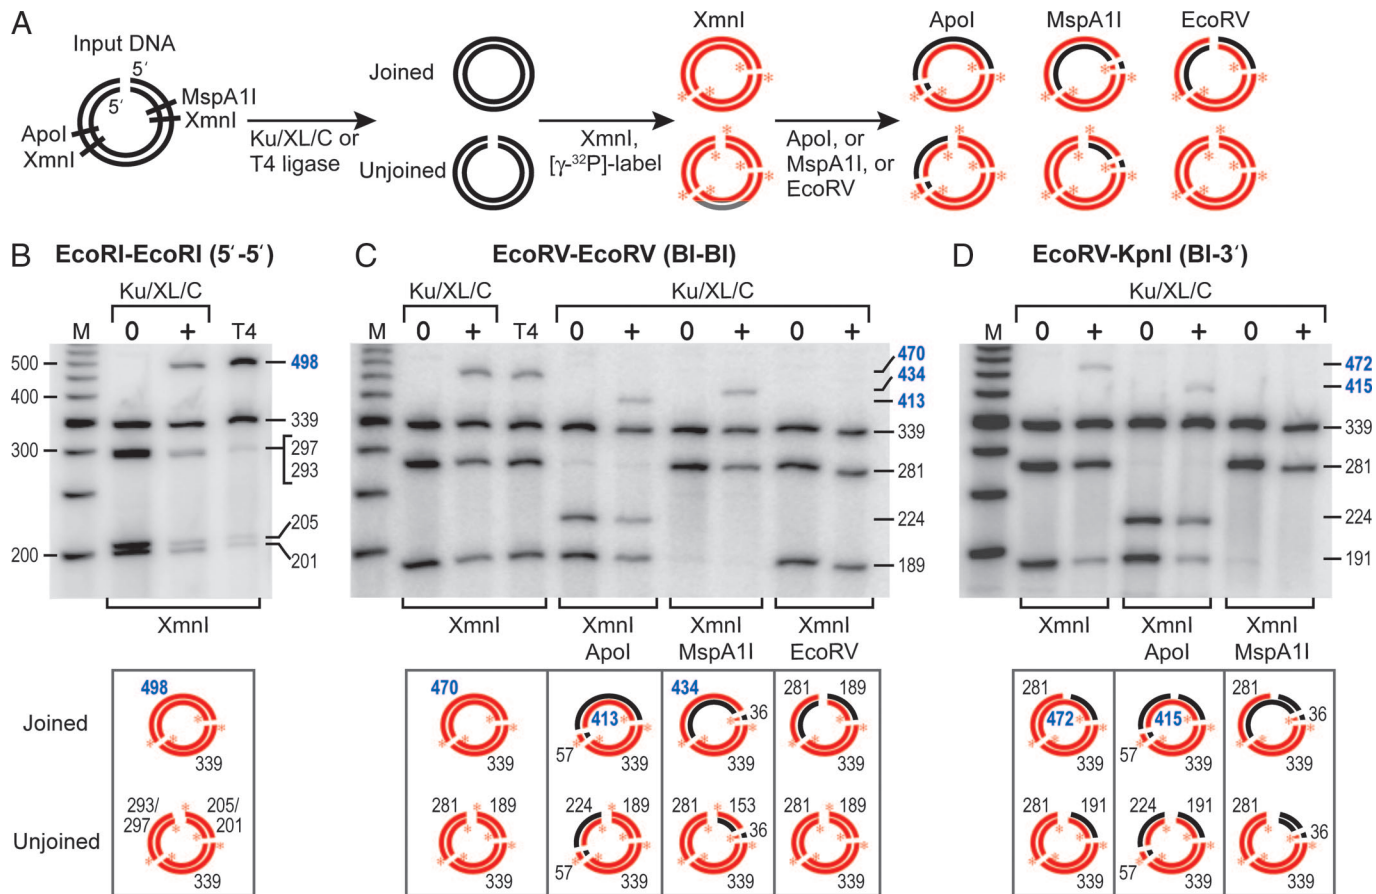 A
Input DNA
5‘
5‘
MspA1I
XmnI
ApoI
XmnI
Ku/XL/C or
T4 ligase
Joined
Unjoined
XmnI,
[γ-³²P]-label
XmnI
ApoI, or
MspA1I, or
EcoRV
ApoI MspA1I EcoRV
B EcoRI-EcoRI (5‘-5‘)
Ku/XL/C
M 0 + T4
500
400
300
200
498
339
297
293
205
201
XmnI
C EcoRV-EcoRV (BI-BI)
Ku/XL/C Ku/XL/C
M 0 + T4 0 + 0 + 0 +
470
434
413
339
281
224
189
XmnI XmnI XmnI XmnI
ApoI MspA1I EcoRV
D EcoRV-KpnI (BI-3‘)
Ku/XL/C
M 0 + 0 + 0 +
472
415
339
281
224
191
XmnI XmnI XmnI
ApoI MspA1I
Joined
498
339
470
339
413
57
339
434
36
339
281 189
339
281
472
339
415
57
339
281
36
339
Unjoined
293/
297
205/
201
339
281 189
339
224 189
57
339
281 153
36
339
281 189
339
281 191
339
224 191
57
339
281
36
339